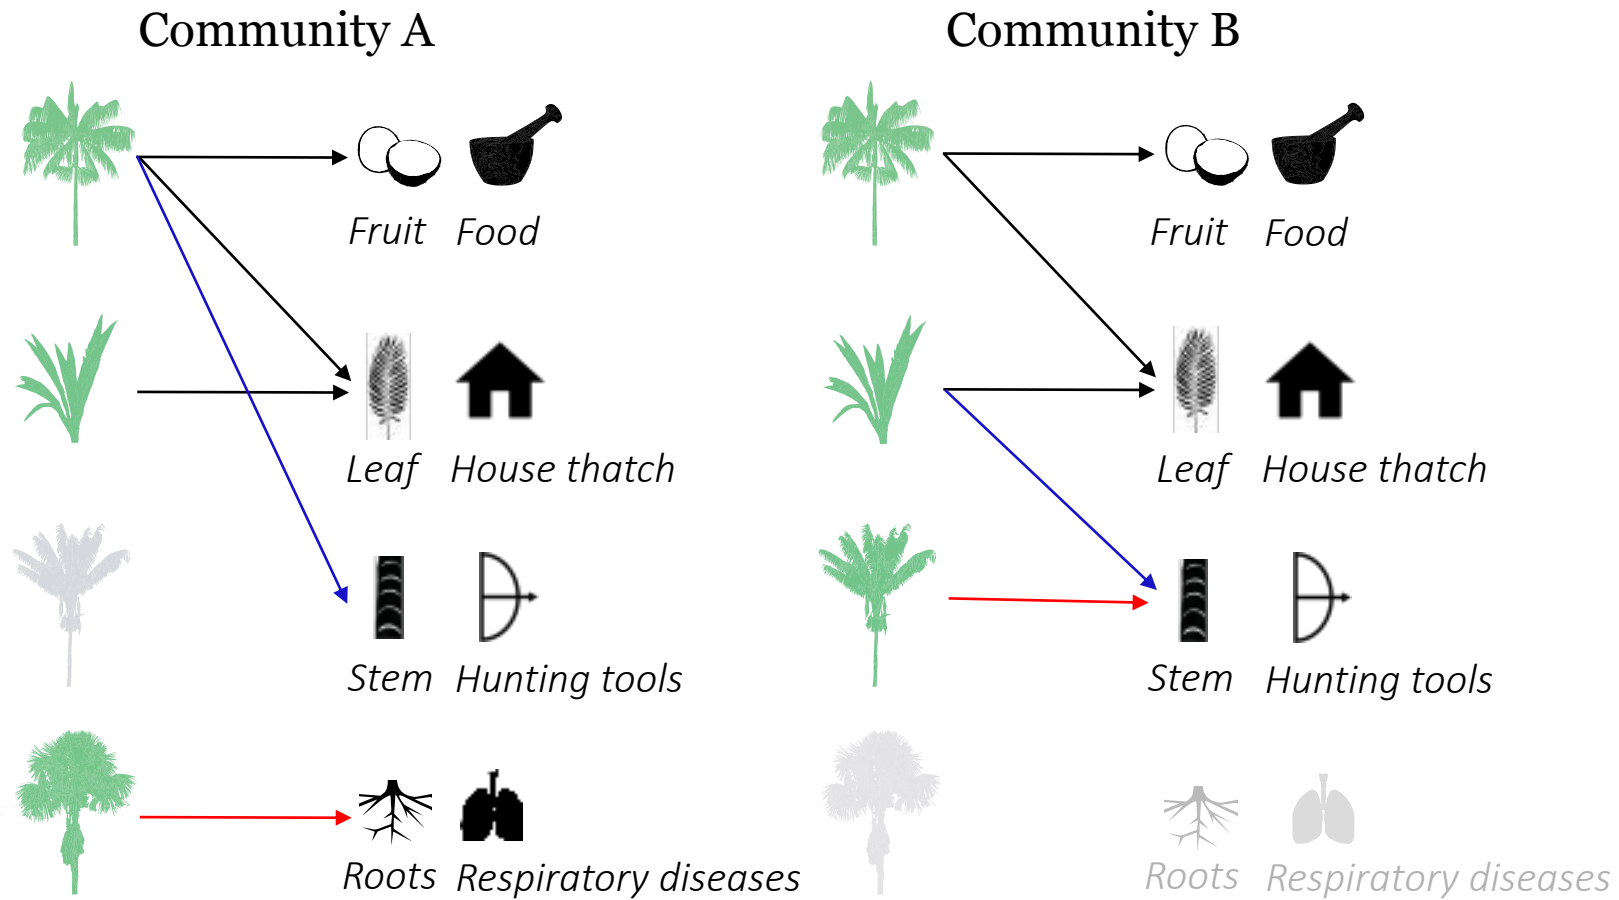 Community A
Community B
Fruit Food
Fruit Food
Leaf House thatch
Leaf House thatch
Stem Hunting tools
Stem Hunting tools
Roots Respiratory diseases
Roots Respiratory diseases